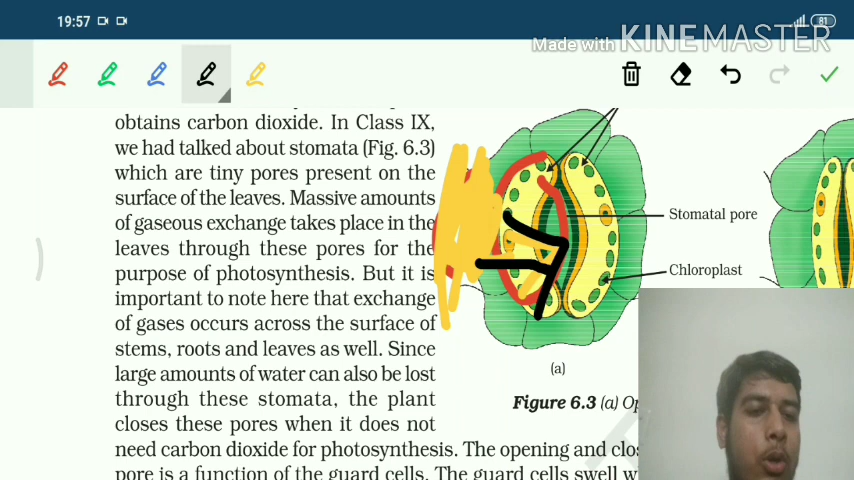 19:57
81
Made with KINEMASTER
obtains carbon dioxide. In Class IX,
we had talked about stomata (Fig. 6.3)
which are tiny pores present on the
surface of the leaves. Massive amounts
of gaseous exchange takes place in the
leaves through these pores for the
purpose of photosynthesis. But it is
important to note here that exchange
of gases occurs across the surface of
stems, roots and leaves as well. Since
large amounts of water can also be lost
through these stomata, the plant
closes these pores when it does not
need carbon dioxide for photosynthesis. The opening and clo
pore is a function of the guard cells. The guard cells swell w
Stomatal pore
Chloroplast
(a)
Figure 6.3 (a) Op